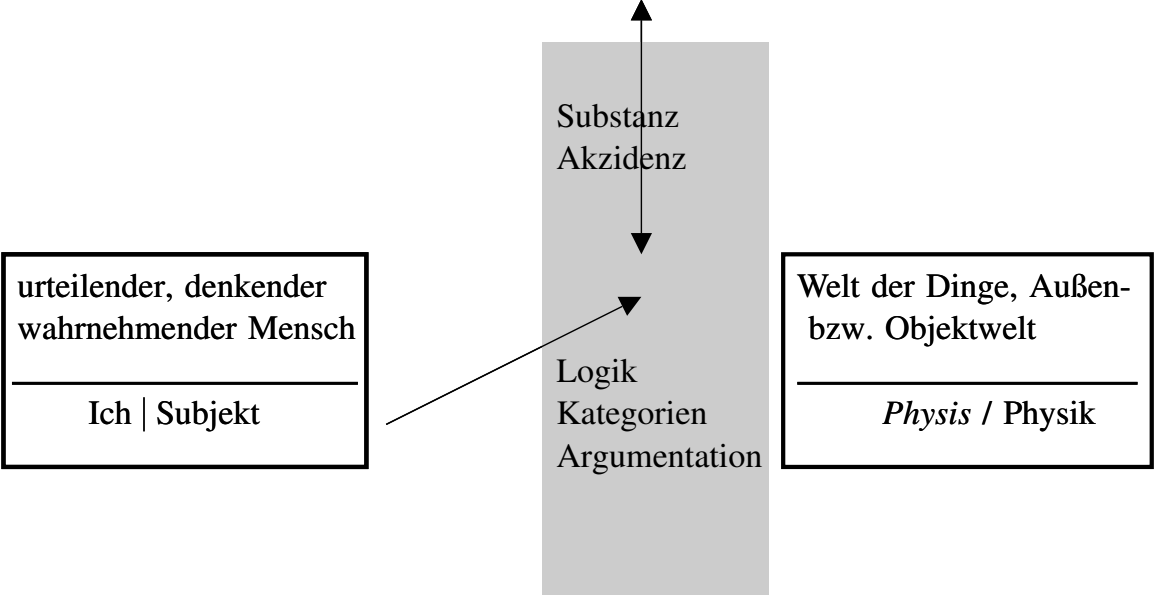 Substanz
Akzidenz
urteilender, denkender
wahrnehmender Mensch
Ich | Subjekt
Logik
Kategorien
Argumentation
Welt der Dinge, Außen-
bzw. Objektwelt
Physis / Physik